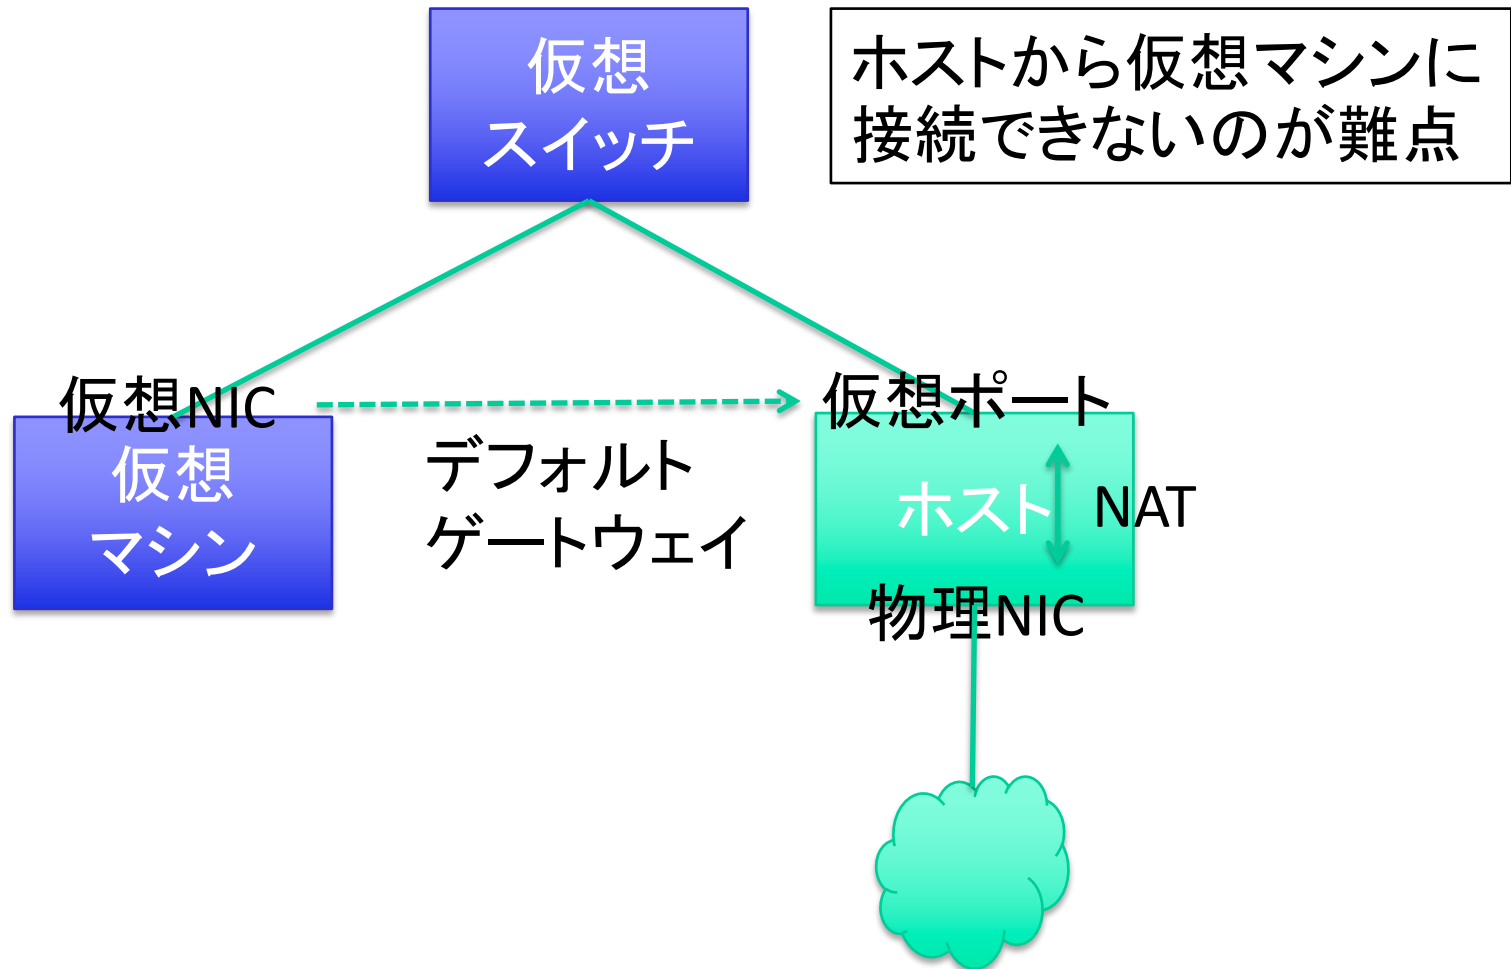 仮想
スイッチ
ホストから仮想マシンに
接続できないのが難点
仮想NIC
仮想
マシン
デフォルト
ゲートウェイ
仮想ポート
ホスト
NAT
物理NIC